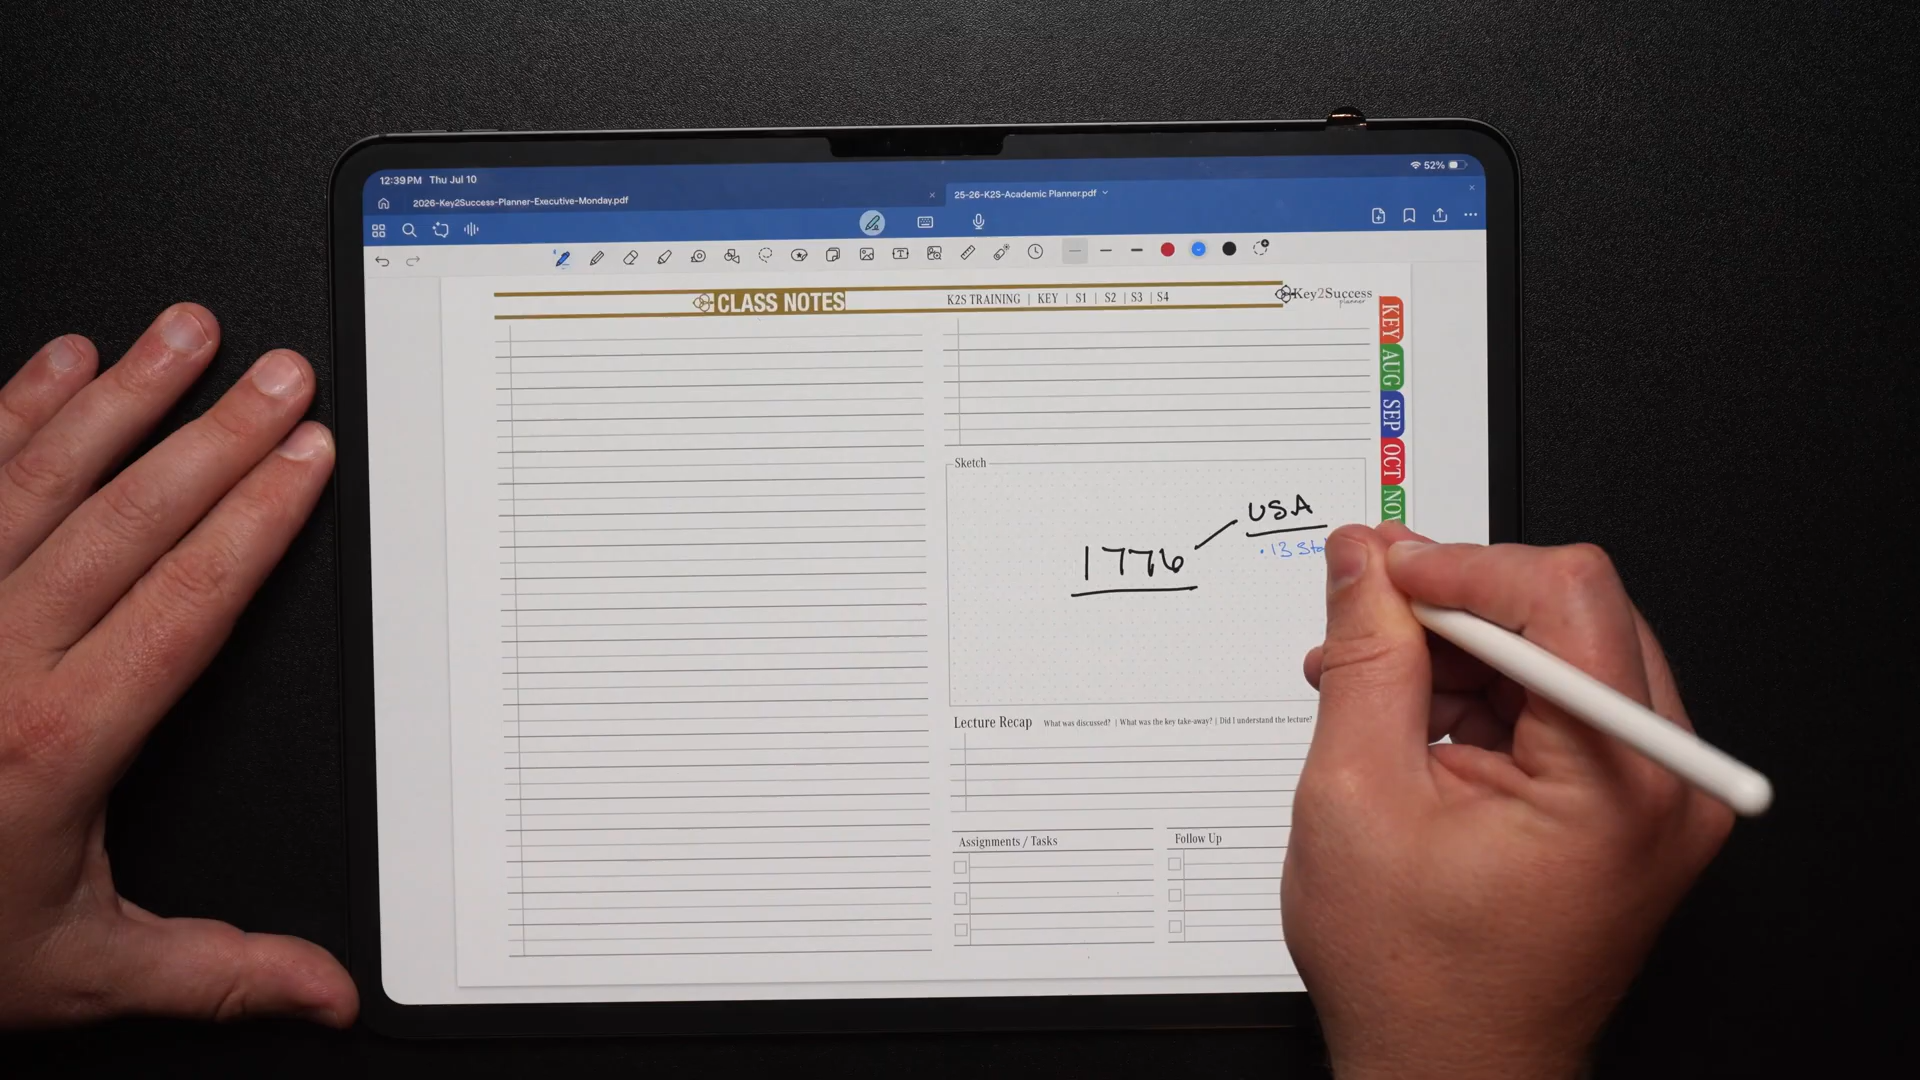 12:39 PM Thu Jul 10
52%
2026-Key2Success-Planner-Executive-Monday.pdf
25-26-K2S-Academic Planner.pdf
CLASS NOTES
K2S TRAINING | KEY | S1 | S2 | S3 | S4
Key2Success
planner
KEY
AUG
SEP
OCT
NOV
Sketch
USA
1776
• 13 Sta
Lecture Recap What was discussed? | What was the key take-away? | Did I understand the lecture?
Assignments / Tasks
Follow Up